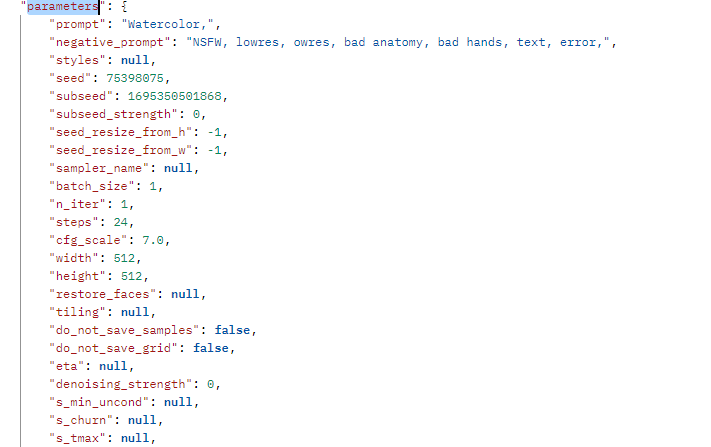 "parameters": {
"prompt": "Watercolor,",
"negative_prompt": "NSFW, lowres, owres, bad anatomy, bad hands, text, error,",
"styles": null,
"seed": 75398075,
"subseed": 1695350501868,
"subseed_strength": 0,
"seed_resize_from_h": -1,
"seed_resize_from_w": -1,
"sampler_name": null,
"batch_size": 1,
"n_iter": 1,
"steps": 24,
"cfg_scale": 7.0,
"width": 512,
"height": 512,
"restore_faces": null,
"tiling": null,
"do_not_save_samples": false,
"do_not_save_grid": false,
"eta": null,
"denoising_strength": 0,
"s_min_uncond": null,
"s_churn": null,
"s_tmax": null,